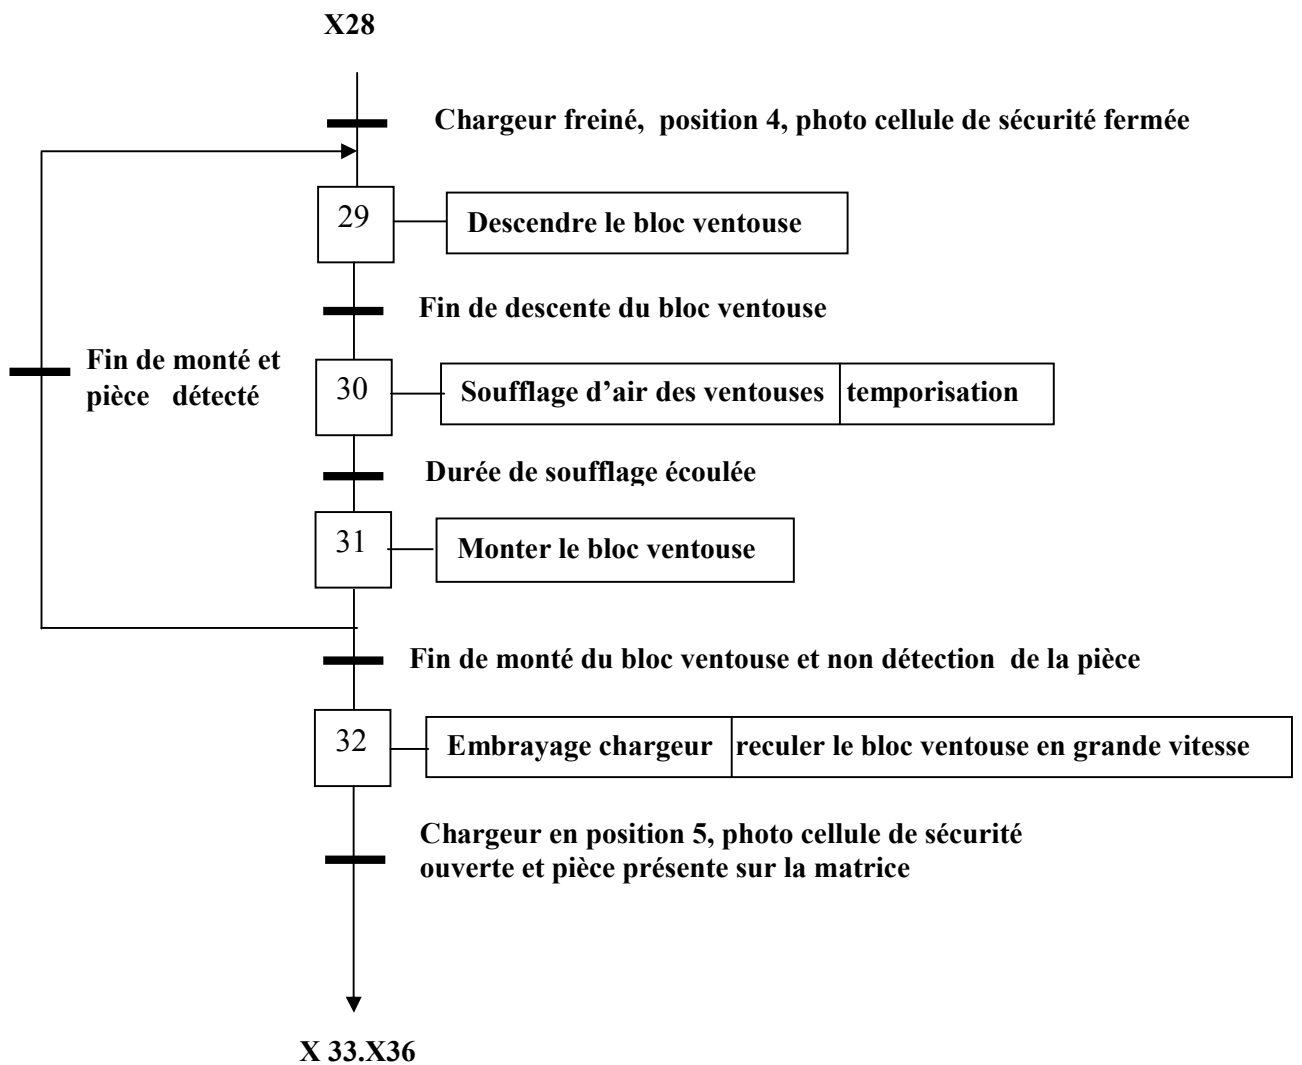 X28
Chargeur freiné, position 4, photo cellule de sécurité fermée
29
Descendre le bloc ventouse
Fin de descente du bloc ventouse
Fin de monté et
pièce détecté
30
Soufflage d’air des ventouses
temporisation
Durée de soufflage écoulée
31
Monter le bloc ventouse
Fin de monté du bloc ventouse et non détection de la pièce
32
Embrayage chargeur
reculer le bloc ventouse en grande vitesse
Chargeur en position 5, photo cellule de sécurité
ouverte et pièce présente sur la matrice
X 33.X36